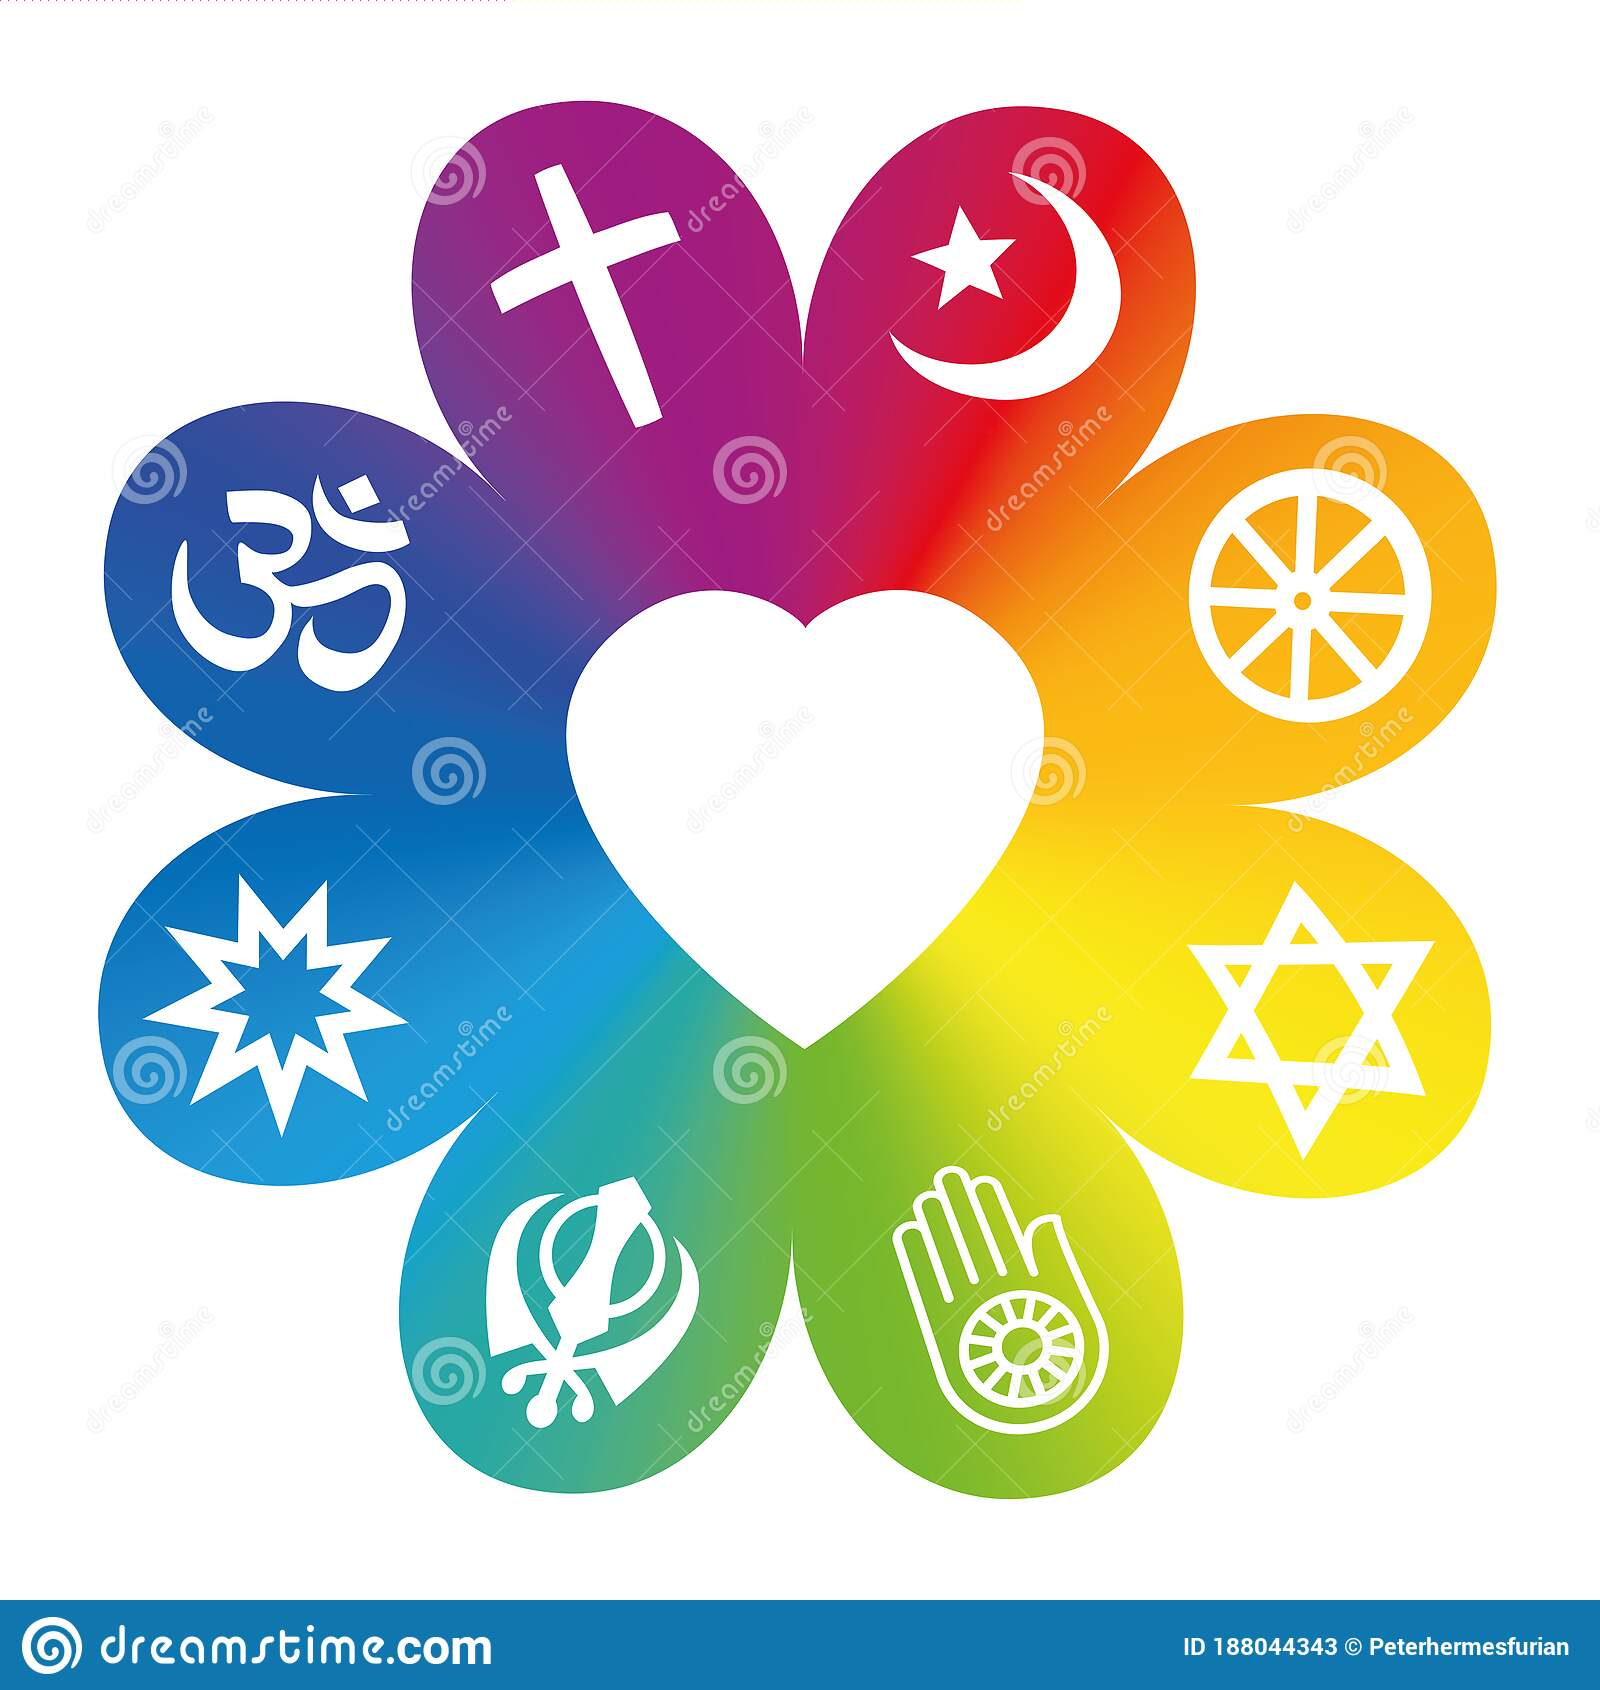 ॐ
dreamstime.com
ID 188044343 © Peterhermesfurian